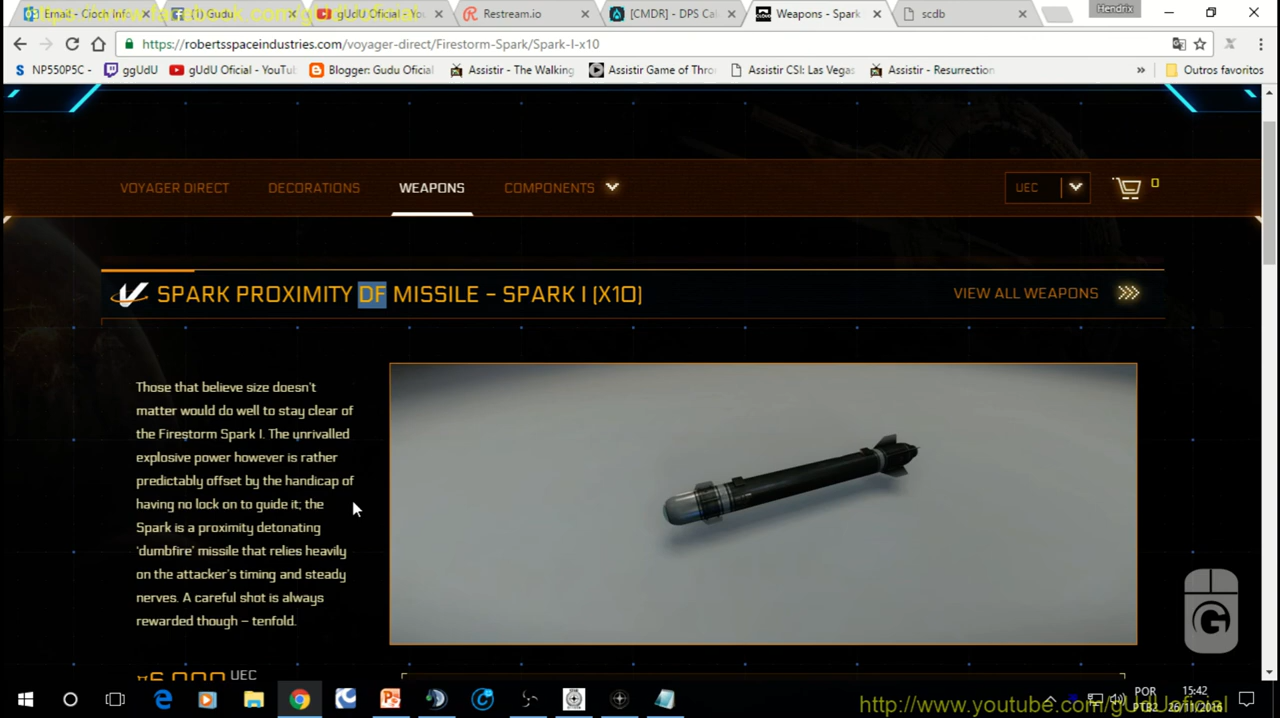 Email - Cloch Info
(1) Gudu
gUdU Oficial - Yo
Restream.io
[CMDR] - DPS Cal
Weapons - Spark
scdb
Hendrix
https://robertsspaceindustries.com/voyager-direct/Firestorm-Spark/Spark-I-x10
NP550P5C -
ggUdU
gUdU Oficial - YouTu
Blogger: Gudu Oficial
Assistir - The Walking
Assistir Game of Thro
Assistir CSI: Las Vegas
Assistir - Resurrection
»
Outros favoritos
VOYAGER DIRECT
DECORATIONS
WEAPONS
COMPONENTS
UEC
0
SPARK PROXIMITY DF MISSILE - SPARK I (X10)
VIEW ALL WEAPONS
Those that believe size doesn't
matter would do well to stay clear of
the Firestorm Spark I. The unrivalled
explosive power however is rather
predictably offset by the handicap of
having no lock on to guide it; the
Spark is a proximity detonating
'dumbfire' missile that relies heavily
on the attacker's timing and steady
nerves. A careful shot is always
rewarded though – tenfold.
¤6,000 UEC
G
POR
PTB2
15:42
26/11/2016
http://www.youtube.com/gUdUoficial